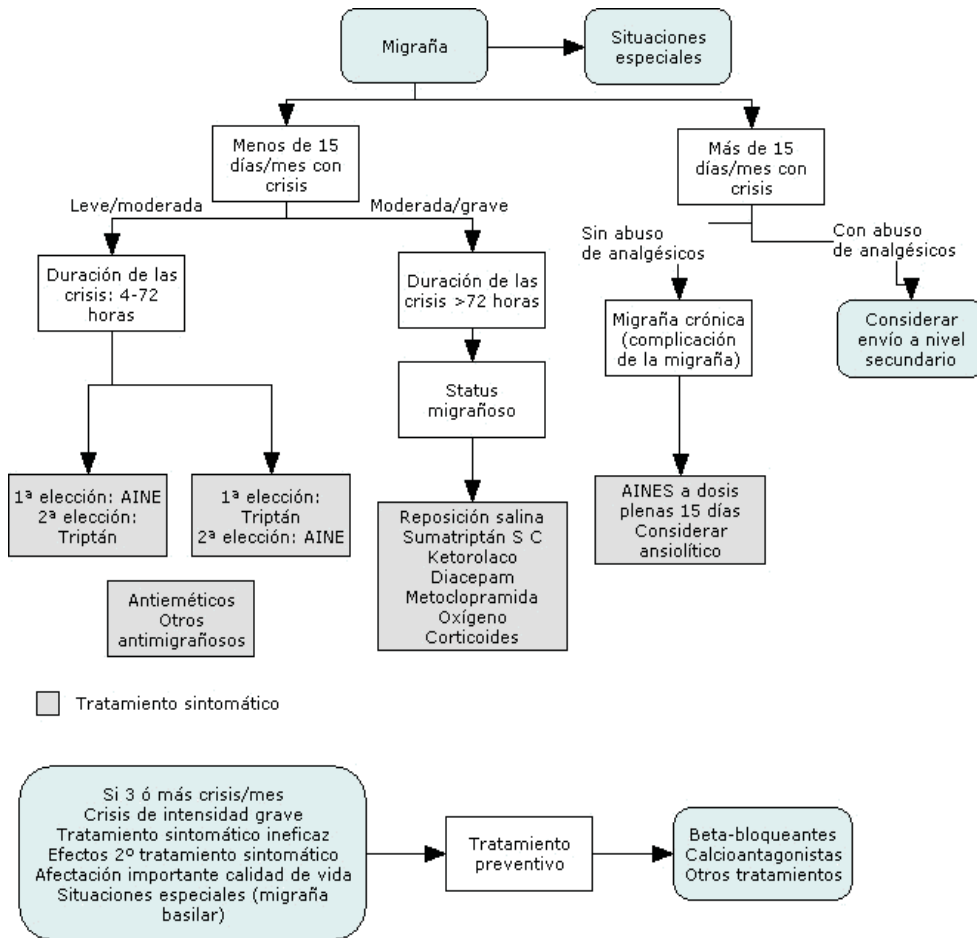 Migraña
Situaciones
especiales
Menos de 15
días/mes con
crisis
Más de 15
días/mes con
crisis
Leve/moderada
Moderada/grave
Sin abuso
de analgésicos
Con abuso
de analgésicos
Duración de las
crisis: 4-72
horas
Duración de las
crisis >72 horas
Migraña crónica
(complicación
de la migraña)
Considerar
envío a nivel
secundario
Status
migrañoso
1ª elección: AINE
2ª elección:
Triptán
1ª elección:
Triptán
2ª elección: AINE
Reposición salina
Sumatriptán S C
Ketorolaco
Diacepam
Metoclopramida
Oxígeno
Corticoides
AINES a dosis
plenas 15 días
Considerar
ansiolítico
Antieméticos
Otros
antimigrañosos
Tratamiento sintomático
Si 3 ó más crisis/mes
Crisis de intensidad grave
Tratamiento sintomático ineficaz
Efectos 2º tratamiento sintomático
Afectación importante calidad de vida
Situaciones especiales (migraña
basilar)
Tratamiento
preventivo
Beta-bloqueantes
Calcioantagonistas
Otros tratamientos